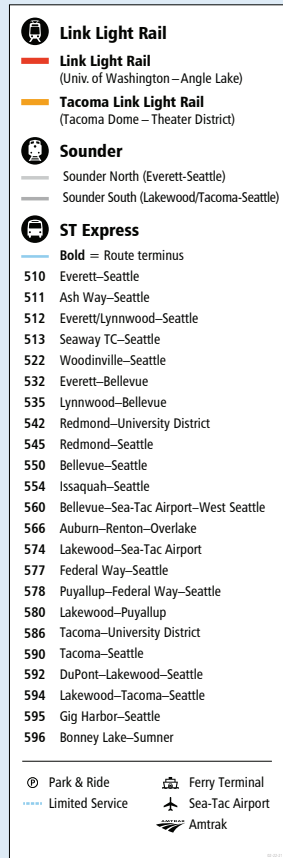 Link Light Rail
Link Light Rail
(Univ. of Washington – Angle Lake)
Tacoma Link Light Rail
(Tacoma Dome – Theater District)
Sounder
Sounder North (Everett-Seattle)
Sounder South (Lakewood/Tacoma-Seattle)
ST Express
Bold = Route terminus
510 Everett–Seattle
511 Ash Way–Seattle
512 Everett/Lynnwood–Seattle
513 Seaway TC–Seattle
522 Woodinville–Seattle
532 Everett–Bellevue
535 Lynnwood–Bellevue
542 Redmond–University District
545 Redmond–Seattle
550 Bellevue–Seattle
554 Issaquah–Seattle
560 Bellevue–Sea-Tac Airport–West Seattle
566 Auburn–Renton–Overlake
574 Lakewood–Sea-Tac Airport
577 Federal Way–Seattle
578 Puyallup–Federal Way–Seattle
580 Lakewood–Puyallup
586 Tacoma–University District
590 Tacoma–Seattle
592 DuPont–Lakewood–Seattle
594 Lakewood–Tacoma–Seattle
595 Gig Harbor–Seattle
596 Bonney Lake–Sumner
P Park & Ride
Limited Service
Ferry Terminal
Sea-Tac Airport
AMTRAK Amtrak